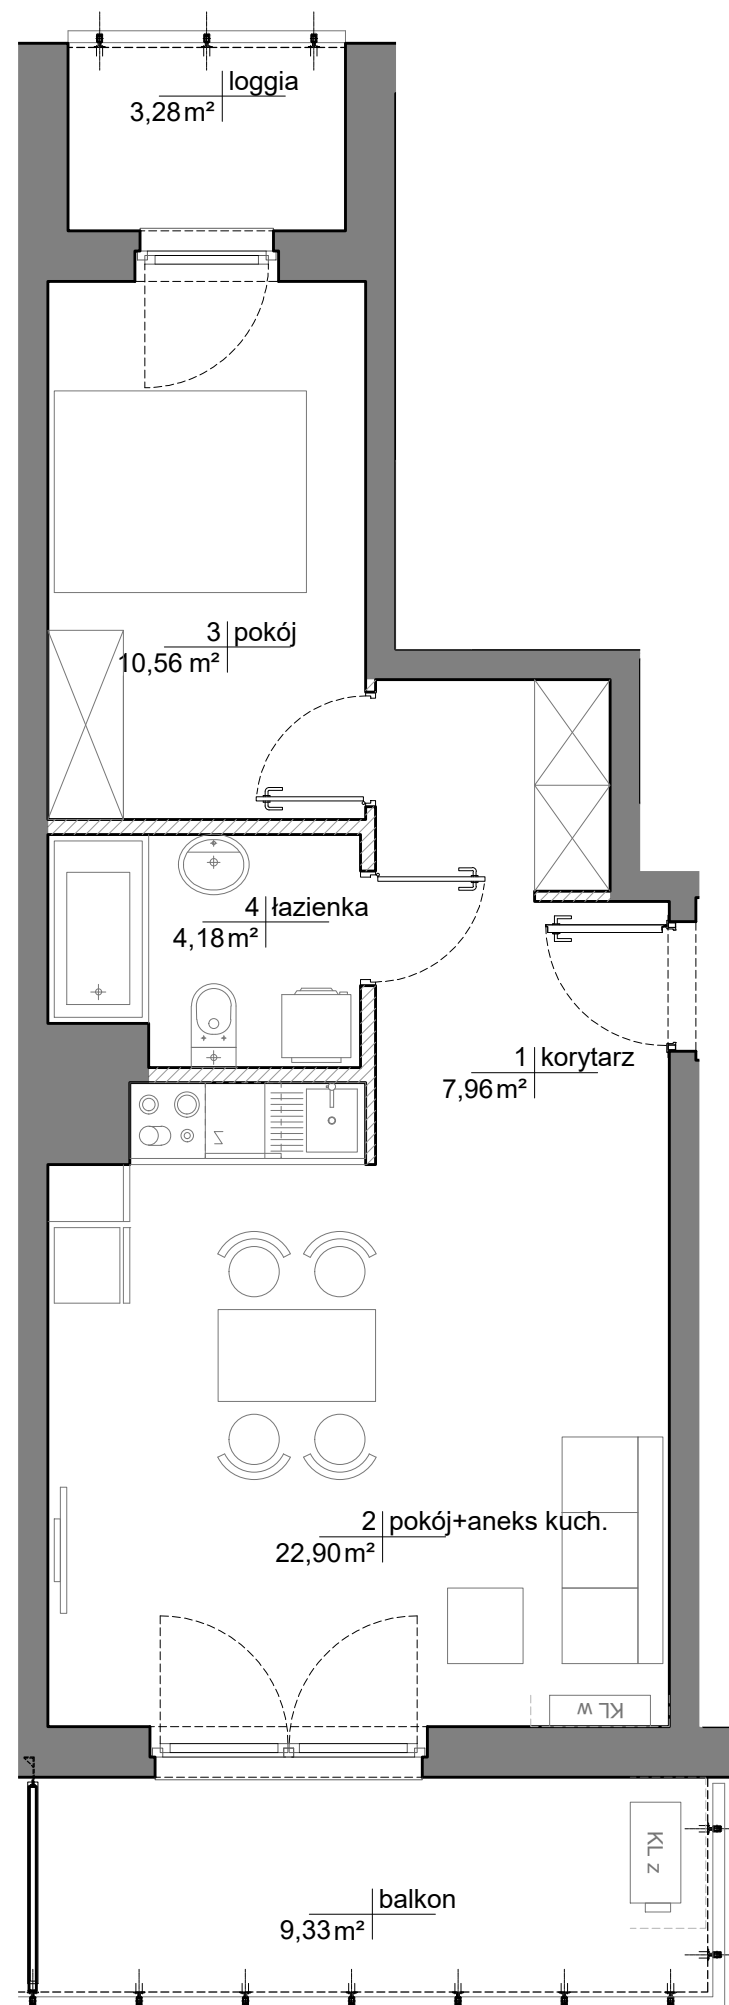 loggia
3,28 m²
3 pokój
10,56 m²
4 łazienka
4,18 m²
1 korytarz
7,96 m²
2 pokój+aneks kuch.
22,90 m²
KL w
KL z
balkon
9,33 m²